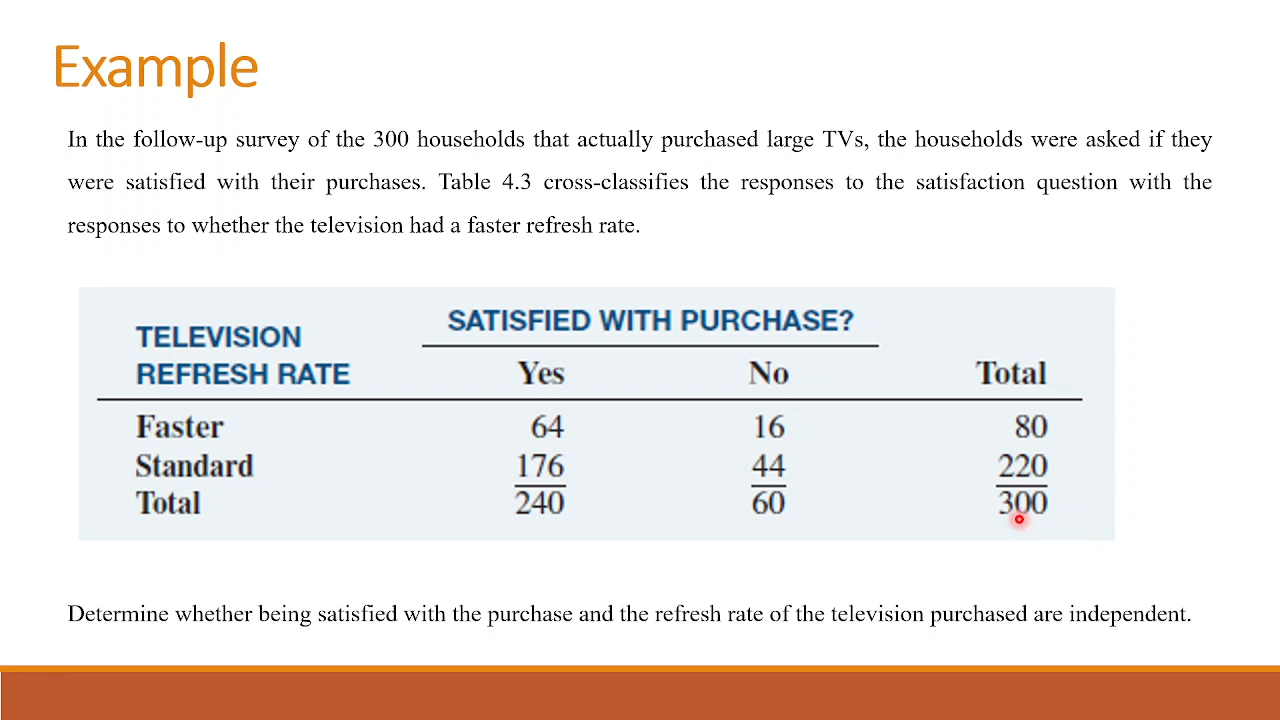 Example
In the follow-up survey of the 300 households that actually purchased large TVs, the households were asked if they
were satisfied with their purchases. Table 4.3 cross-classifies the responses to the satisfaction question with the
responses to whether the television had a faster refresh rate.
SATISFIED WITH PURCHASE?
TELEVISION
REFRESH RATE Yes No Total
Faster 64 16 80
Standard 176 44 220
Total 240 60 300
Determine whether being satisfied with the purchase and the refresh rate of the television purchased are independent.